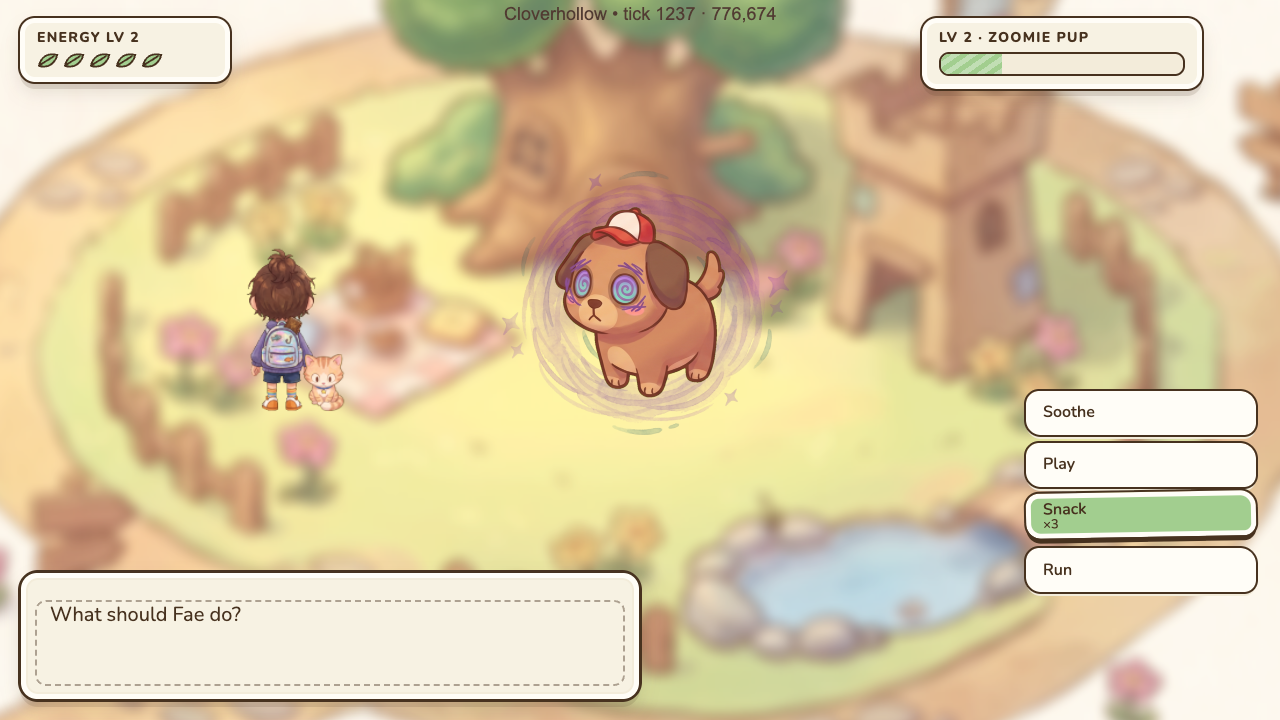 Cloverhollow • tick 1237 · 776,674
ENERGY LV 2
LV 2 · ZOOMIE PUP
Soothe
Play
Snack
×3
Run
What should Fae do?